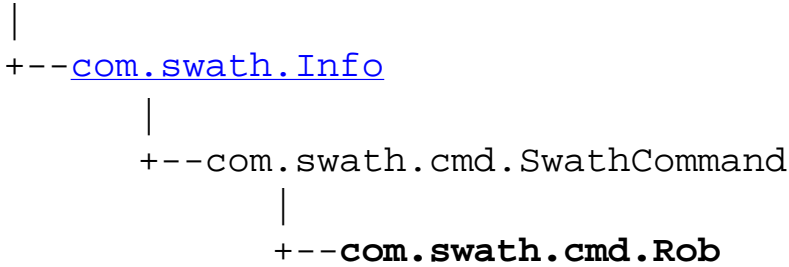 |
+--com.swath.Info
|
+--com.swath.cmd.SwathCommand
|
+--com.swath.cmd.Rob